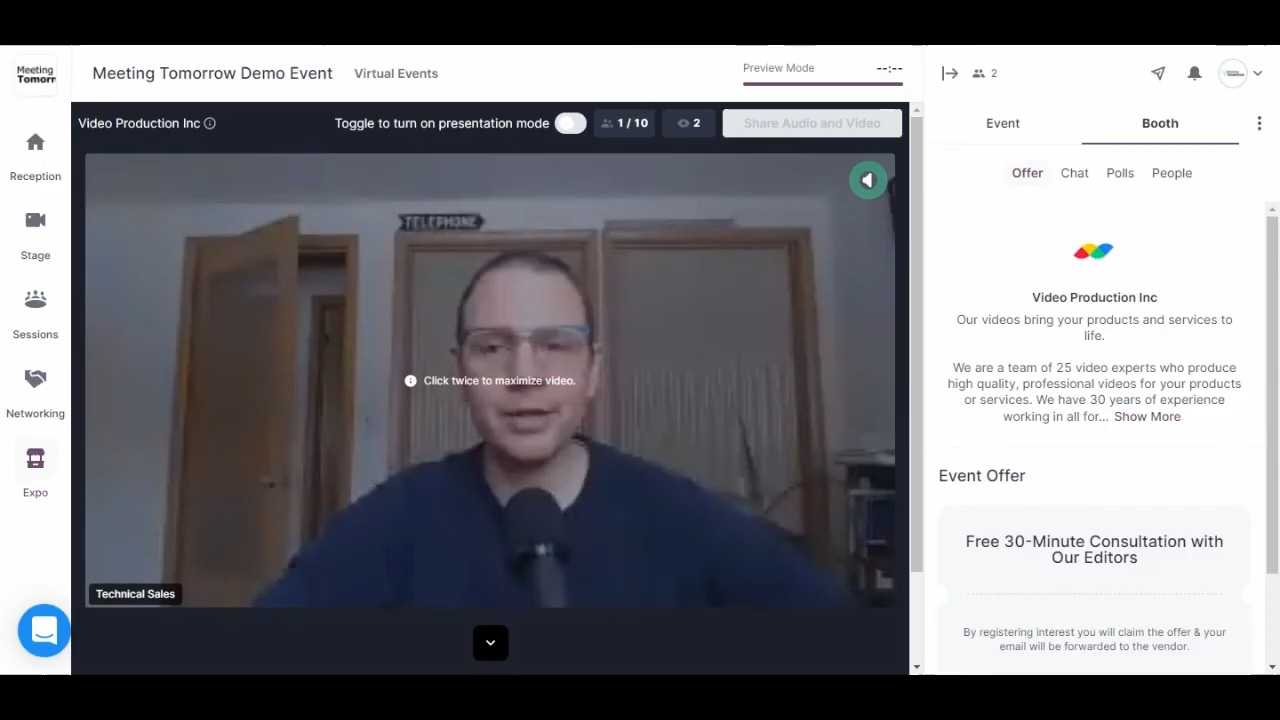 Meeting
Tomorr
Meeting Tomorrow Demo Event
Virtual Events
Preview Mode
--:--
2
Reception
Stage
Sessions
Networking
Expo
Video Production Inc
Toggle to turn on presentation mode
1 / 10
2
Share Audio and Video
TELEPHONE
Click twice to maximize video.
Technical Sales
Event
Booth
Offer
Chat
Polls
People
Video Production Inc
Our videos bring your products and services to
life.
We are a team of 25 video experts who produce
high quality, professional videos for your products
or services. We have 30 years of experience
working in all for... Show More
Event Offer
Free 30-Minute Consultation with
Our Editors
By registering interest you will claim the offer & your
email will be forwarded to the vendor.